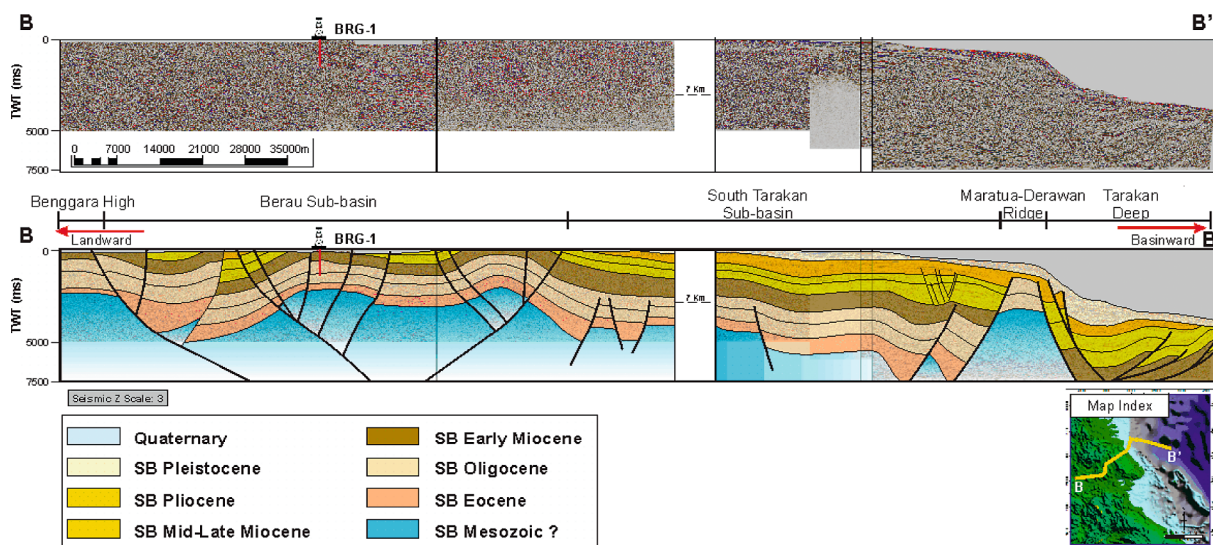 B
BRG-1
B'
0
TWT (ms)
5000
7500
? Km
0 7000 14000 21000 28000 35000m
Benggara High
Berau Sub-basin
South Tarakan
Sub-basin
Maratua-Derawan
Ridge
Tarakan
Deep
B
Landward
BRG-1
Basinward
B
0
TWT (ms)
5000
7500
? Km
Seismic Z Scale: 3
Quaternary
SB Pleistocene
SB Pliocene
SB Mid-Late Miocene
SB Early Miocene
SB Oligocene
SB Eocene
SB Mesozoic ?
Map Index
B
B'